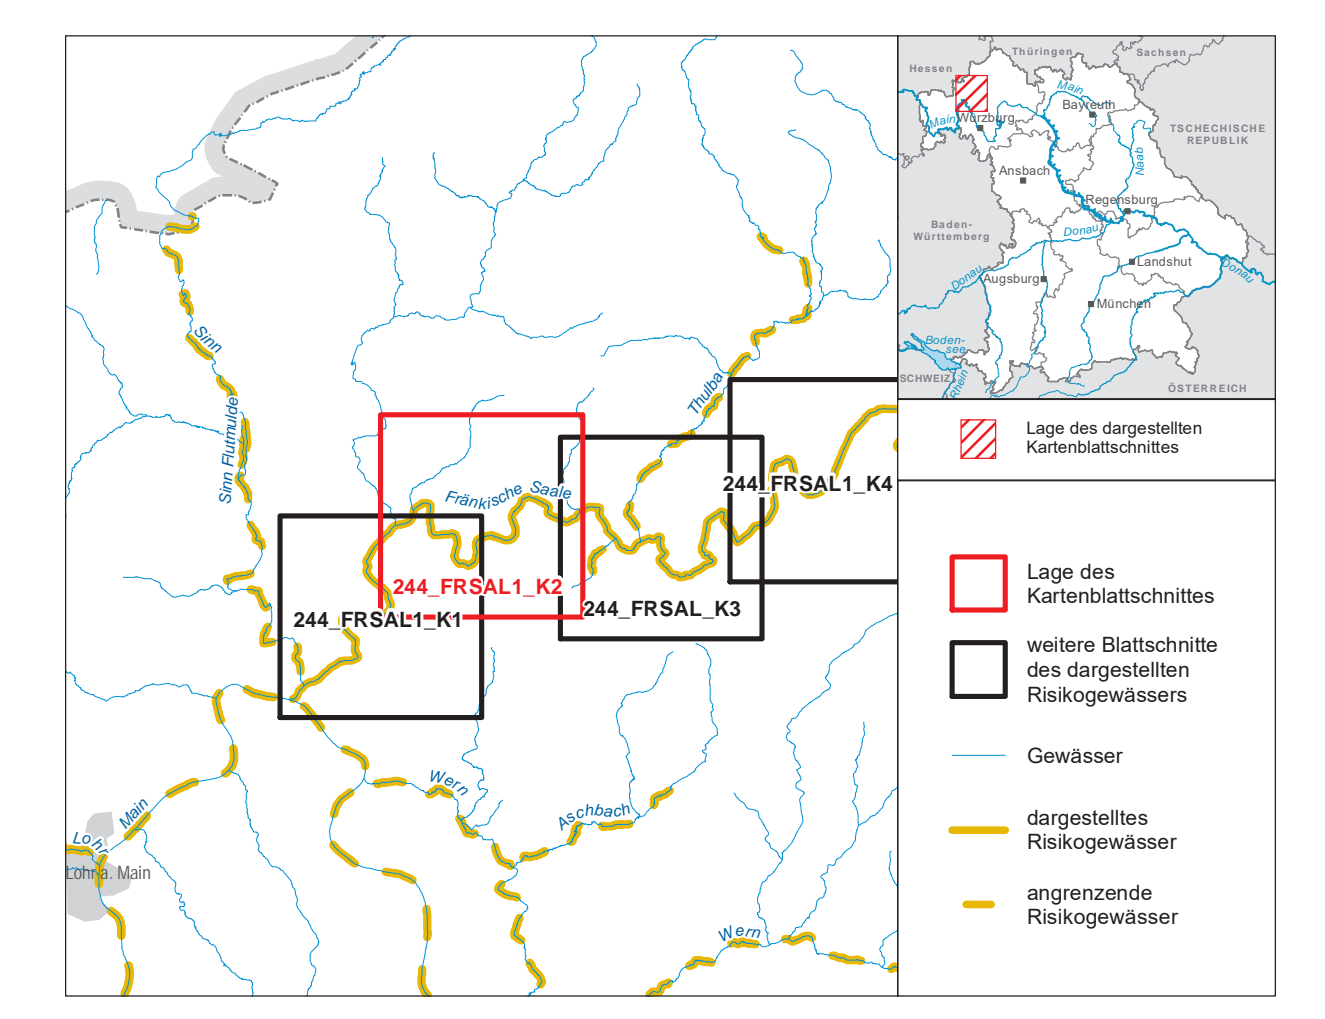 Sinn
Sinn Flutmulde
Thulba
Fränkische Saale
244_FRSAL1_K4
244_FRSAL1_K2
244_FRSAL_K3
244_FRSAL1_K1
Wern
Aschbach
Main
Lohr
Lohr a. Main
Wern
Thüringen
Sachsen
Hessen
Main
Bayreuth
Main
Würzburg
TSCHECHISCHE
REPUBLIK
Naab
Ansbach
Regensburg
Baden-
Württemberg
Donau
Landshut
Donau
Augsburg
Donau
München
Boden-
see
SCHWEIZ
Rhein
ÖSTERREICH
Lage des dargestellten
Kartenblattschnittes
Lage des
Kartenblattschnittes
weitere Blattschnitte
des dargestellten
Risikogewässers
Gewässer
dargestelltes
Risikogewässer
angrenzende
Risikogewässer